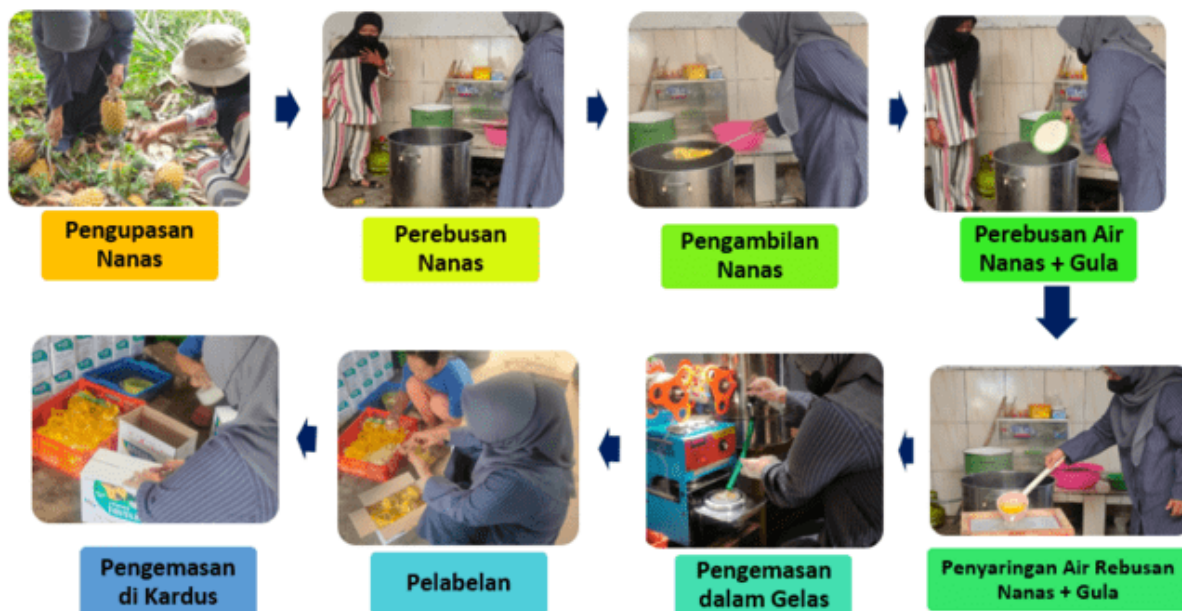 Pengupasan
Nanas
Perebusan
Nanas
Pengambilan
Nanas
Perebusan Air
Nanas + Gula
Penyaringan Air Rebusan
Nanas + Gula
Pengemasan
dalam Gelas
Pelabelan
Pengemasan
di Kardus